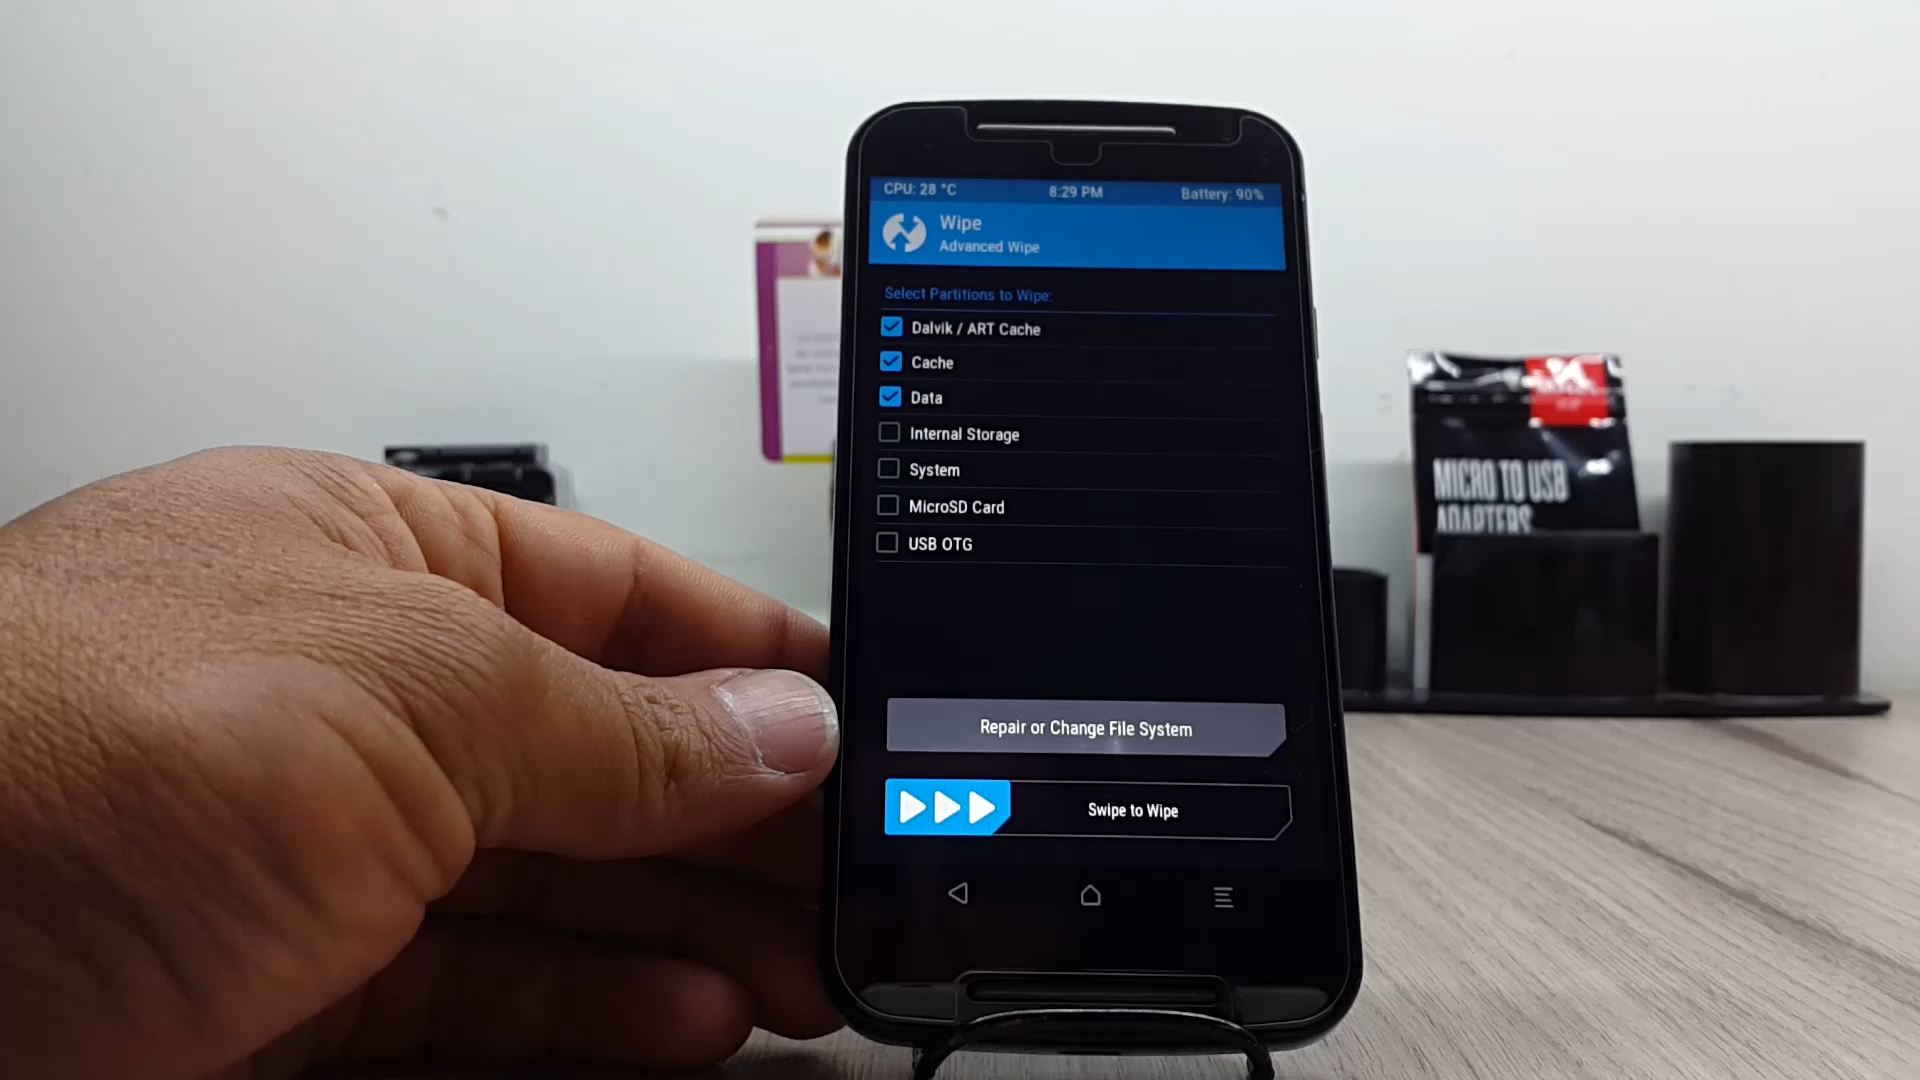 CPU: 28 °C 8:29 PM Battery: 90%
Wipe
Advanced Wipe
Select Partitions to Wipe:
Dalvik / ART Cache
Cache
Data
Internal Storage
System
MicroSD Card
USB OTG
Repair or Change File System
Swipe to Wipe
MICRO TO USB
ADAPTERS